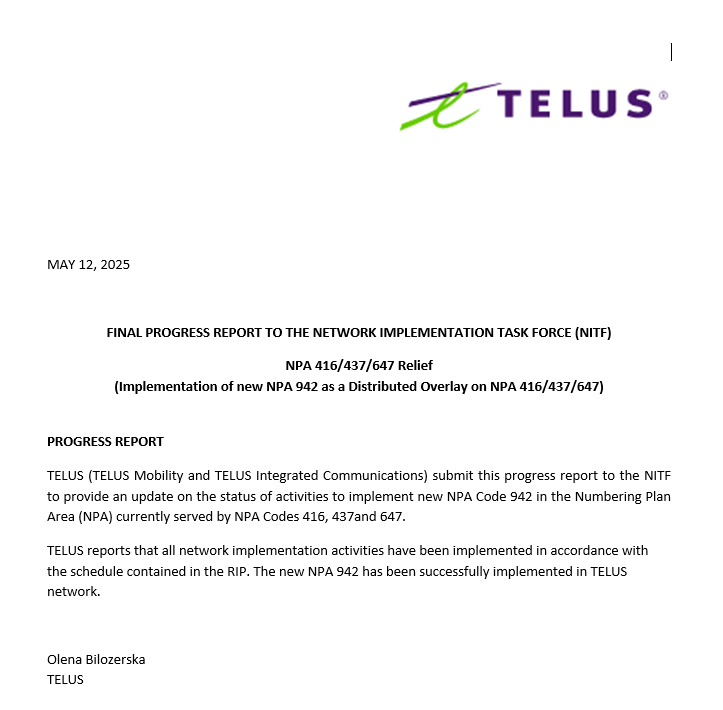 TELUS®
MAY 12, 2025
FINAL PROGRESS REPORT TO THE NETWORK IMPLEMENTATION TASK FORCE (NITF)
NPA 416/437/647 Relief
(Implementation of new NPA 942 as a Distributed Overlay on NPA 416/437/647)
PROGRESS REPORT
TELUS (TELUS Mobility and TELUS Integrated Communications) submit this progress report to the NITF
to provide an update on the status of activities to implement new NPA Code 942 in the Numbering Plan
Area (NPA) currently served by NPA Codes 416, 437and 647.
TELUS reports that all network implementation activities have been implemented in accordance with
the schedule contained in the RIP. The new NPA 942 has been successfully implemented in TELUS
network.
Olena Bilozerska
TELUS